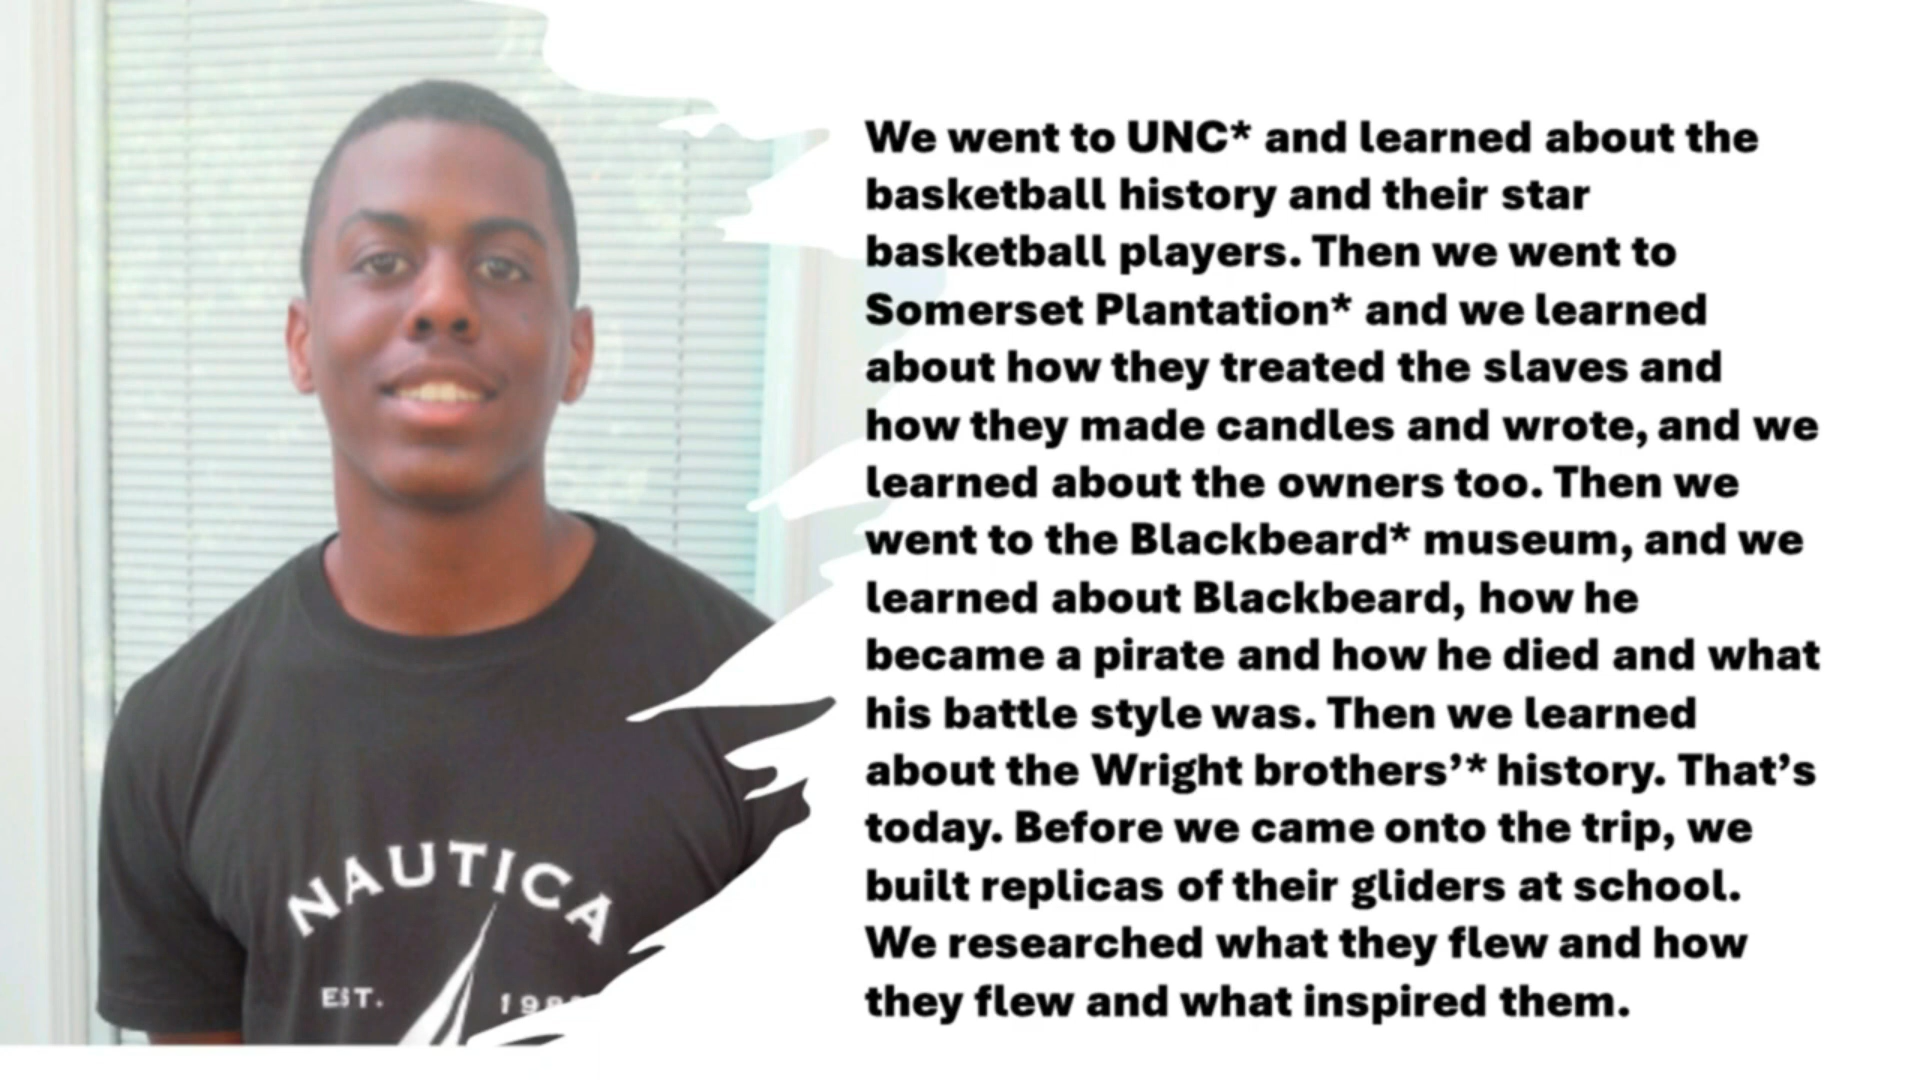 We went to UNC* and learned about the
basketball history and their star
basketball players. Then we went to
Somerset Plantation* and we learned
about how they treated the slaves and
how they made candles and wrote, and we
learned about the owners too. Then we
went to the Blackbeard* museum, and we
learned about Blackbeard, how he
became a pirate and how he died and what
his battle style was. Then we learned
about the Wright brothers’* history. That’s
today. Before we came onto the trip, we
built replicas of their gliders at school.
We researched what they flew and how
they flew and what inspired them.
NAUTICA
EST.